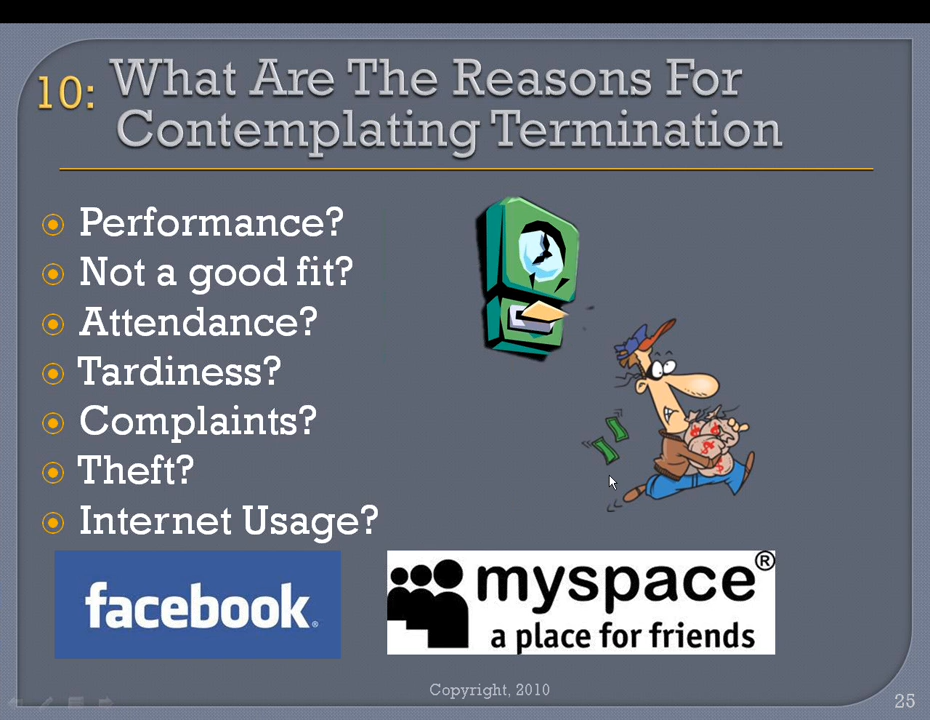 10: What Are The Reasons For
Contemplating Termination
Performance?
Not a good fit?
Attendance?
Tardiness?
Complaints?
Theft?
Internet Usage?
facebook®
myspace®
a place for friends
Copyright, 2010
25